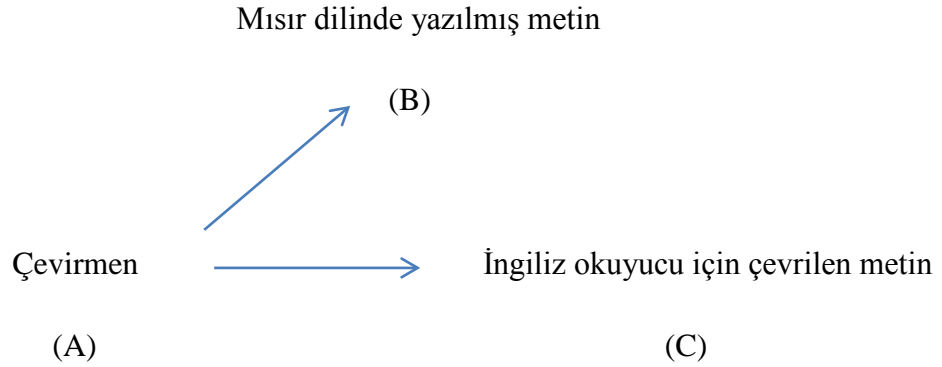 Mısır dilinde yazılmış metin
(B)
Çevirmen
İngiliz okuyucu için çevrilen metin
(A)
(C)